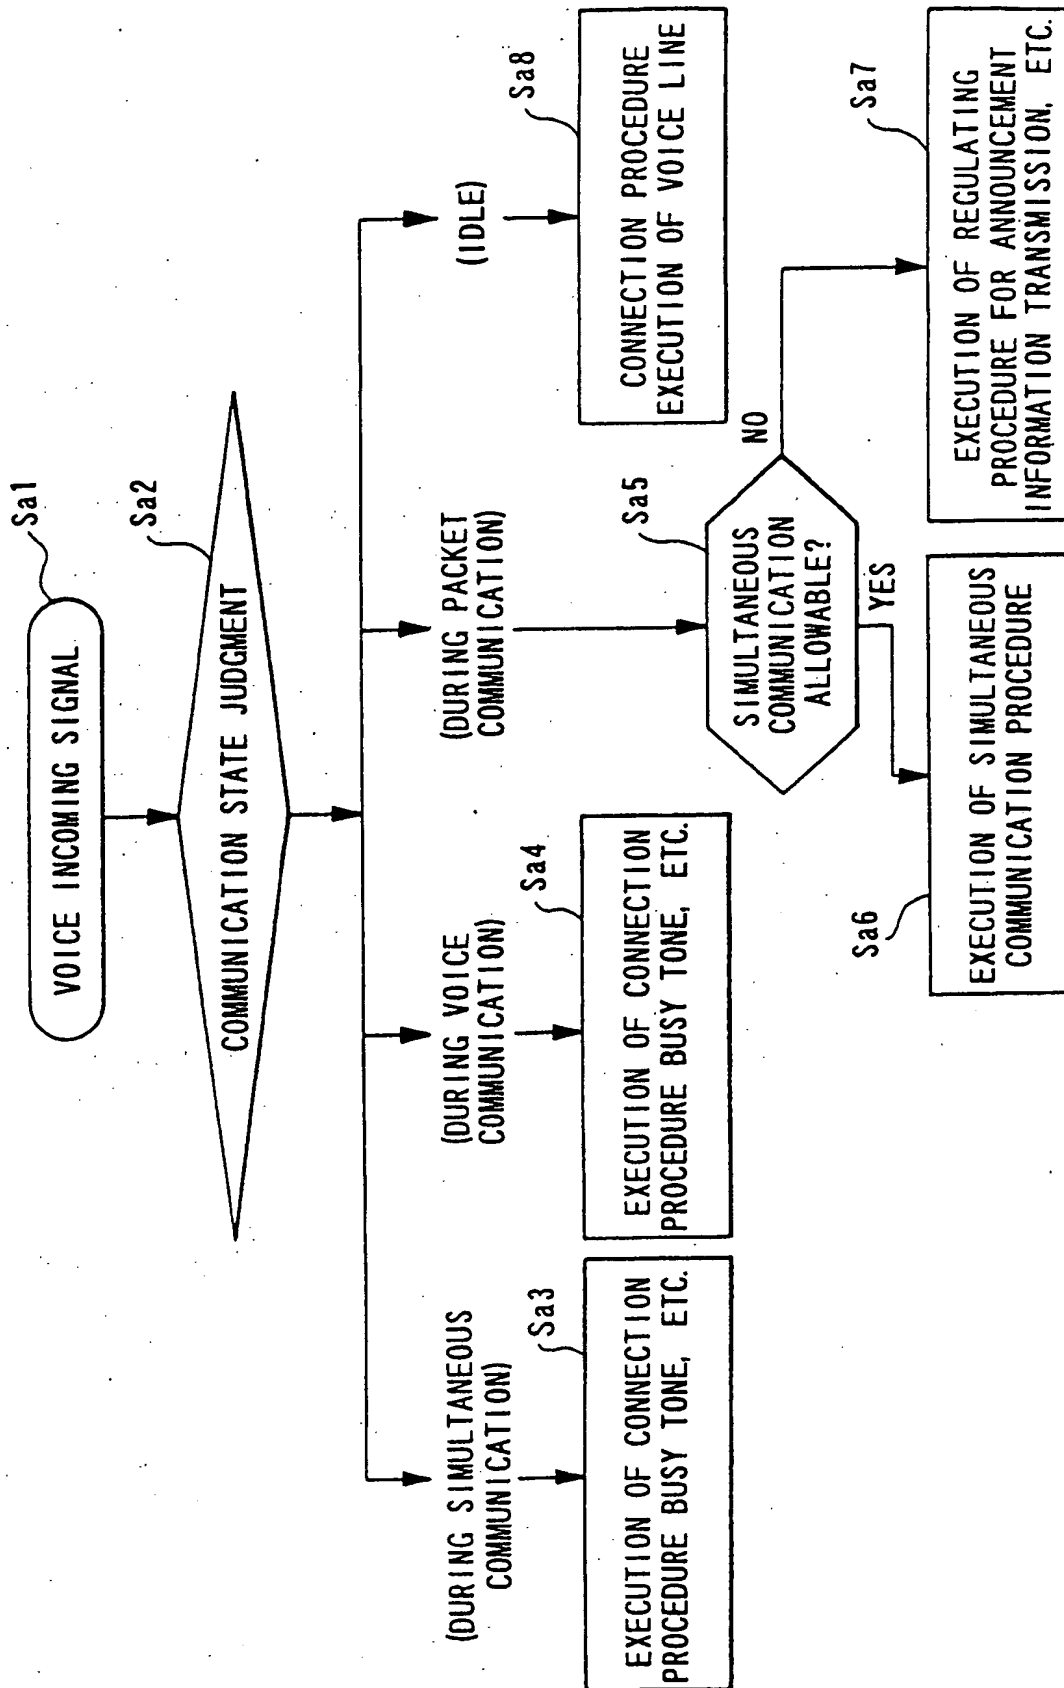 Sa1
VOICE INCOMING SIGNAL
Sa2
COMMUNICATION STATE JUDGMENT
(DURING SIMULTANEOUS
COMMUNICATION)
Sa3
EXECUTION OF CONNECTION
PROCEDURE BUSY TONE, ETC.
(DURING VOICE
COMMUNICATION)
Sa4
EXECUTION OF CONNECTION
PROCEDURE BUSY TONE, ETC.
(DURING PACKET
COMMUNICATION)
Sa5
SIMULTANEOUS
COMMUNICATION
ALLOWABLE?
YES
NO
Sa6
EXECUTION OF SIMULTANEOUS
COMMUNICATION PROCEDURE
Sa7
EXECUTION OF REGULATING
PROCEDURE FOR ANNOUNCEMENT
INFORMATION TRANSMISSION, ETC.
(IDLE)
Sa8
CONNECTION PROCEDURE
EXECUTION OF VOICE LINE